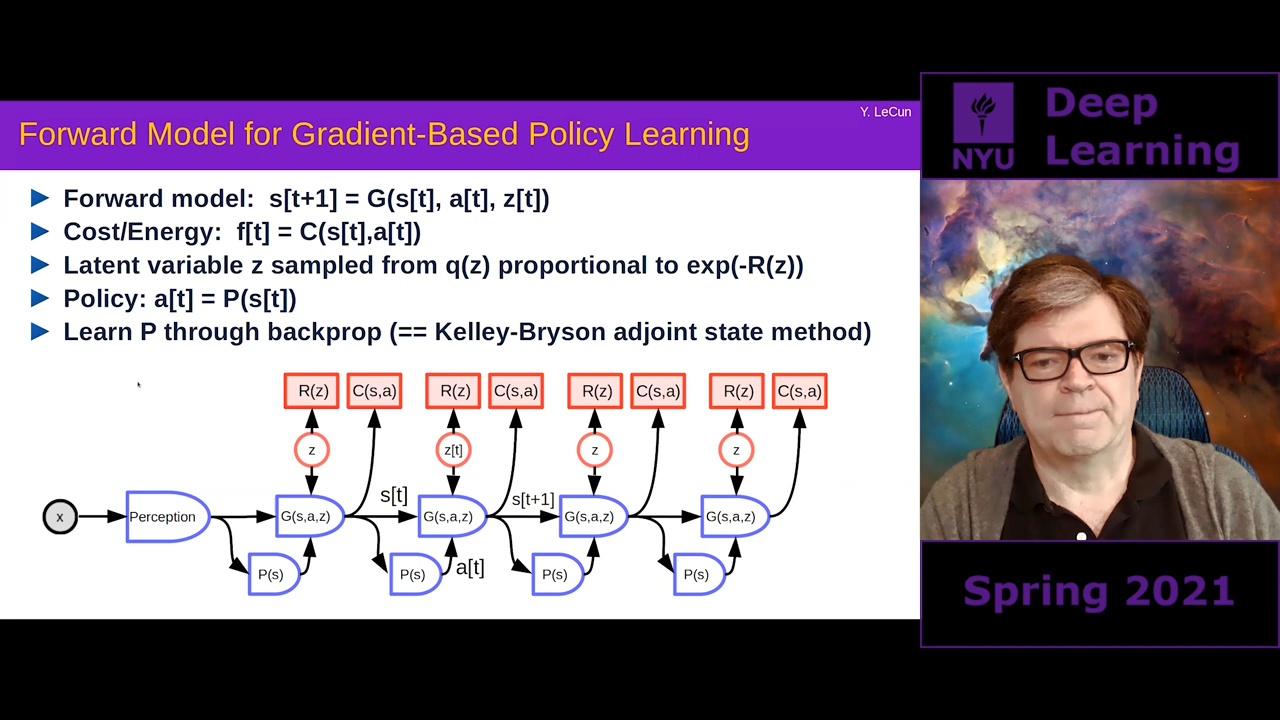 Y. LeCun
Forward Model for Gradient-Based Policy Learning
Forward model: s[t+1] = G(s[t], a[t], z[t])
Cost/Energy: f[t] = C(s[t],a[t])
Latent variable z sampled from q(z) proportional to exp(-R(z))
Policy: a[t] = P(s[t])
Learn P through backprop (== Kelley-Bryson adjoint state method)
R(z) C(s,a) R(z) C(s,a) R(z) C(s,a) R(z) C(s,a)
z z[t] z z
s[t] s[t+1]
x Perception G(s,a,z) G(s,a,z) G(s,a,z) G(s,a,z)
P(s) P(s) a[t] P(s) P(s)
NYU
Deep
Learning
Spring 2021